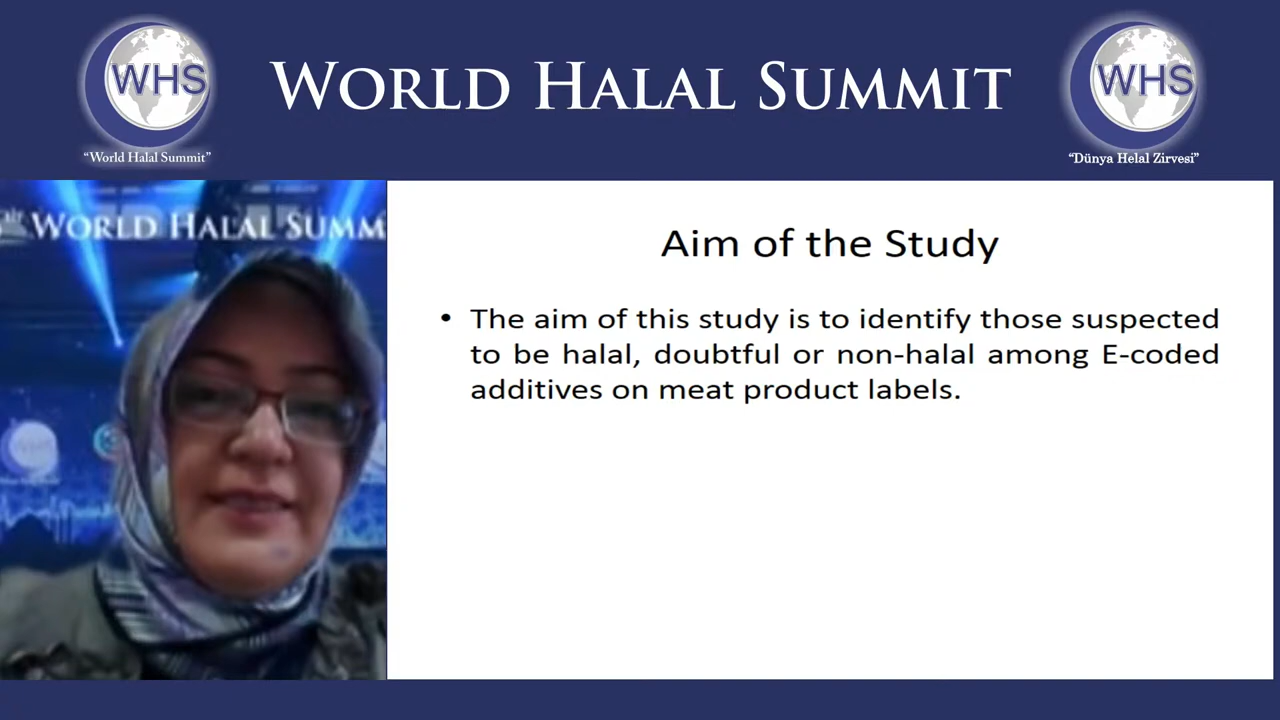 WHS
"World Halal Summit"
WORLD HALAL SUMMIT
WHS
"Dünya Helal Zirvesi"
WORLD HALAL SUMM
WHS
Aim of the Study
• The aim of this study is to identify those suspected
to be halal, doubtful or non-halal among E-coded
additives on meat product labels.